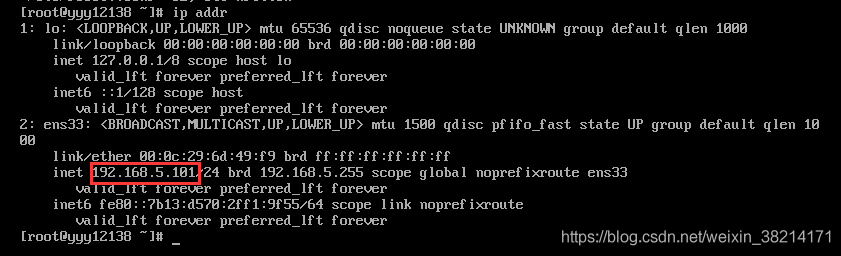 [root@yyy12138 ~]# ip addr
1: lo: <LOOPBACK,UP,LOWER_UP> mtu 65536 qdisc noqueue state UNKNOWN group default qlen 1000
link/loopback 00:00:00:00:00:00 brd 00:00:00:00:00:00
inet 127.0.0.1/8 scope host lo
valid_lft forever preferred_lft forever
inet6 ::1/128 scope host
valid_lft forever preferred_lft forever
2: ens33: <BROADCAST,MULTICAST,UP,LOWER_UP> mtu 1500 qdisc pfifo_fast state UP group default qlen 10
00
link/ether 00:0c:29:6d:49:f9 brd ff:ff:ff:ff:ff:ff
inet 192.168.5.101/24 brd 192.168.5.255 scope global noprefixroute ens33
valid_lft forever preferred_lft forever
inet6 fe80::7b13:d570:2ff1:9f55/64 scope link noprefixroute
valid_lft forever preferred_lft forever
[root@yyy12138 ~]# _
https://blog.csdn.net/weixin_38214171